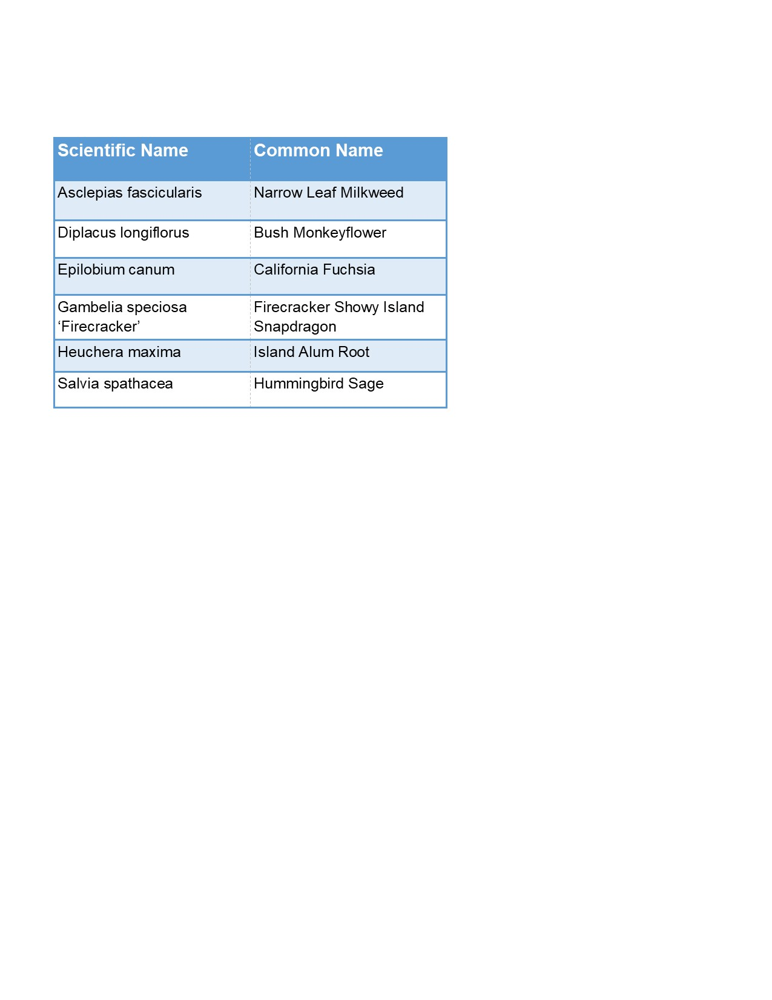 Scientific Name Common Name
Asclepias fascicularis Narrow Leaf Milkweed
Diplacus longiflorus Bush Monkeyflower
Epilobium canum California Fuchsia
Gambelia speciosa Firecracker Showy Island
‘Firecracker’ Snapdragon
Heuchera maxima Island Alum Root
Salvia spathacea Hummingbird Sage